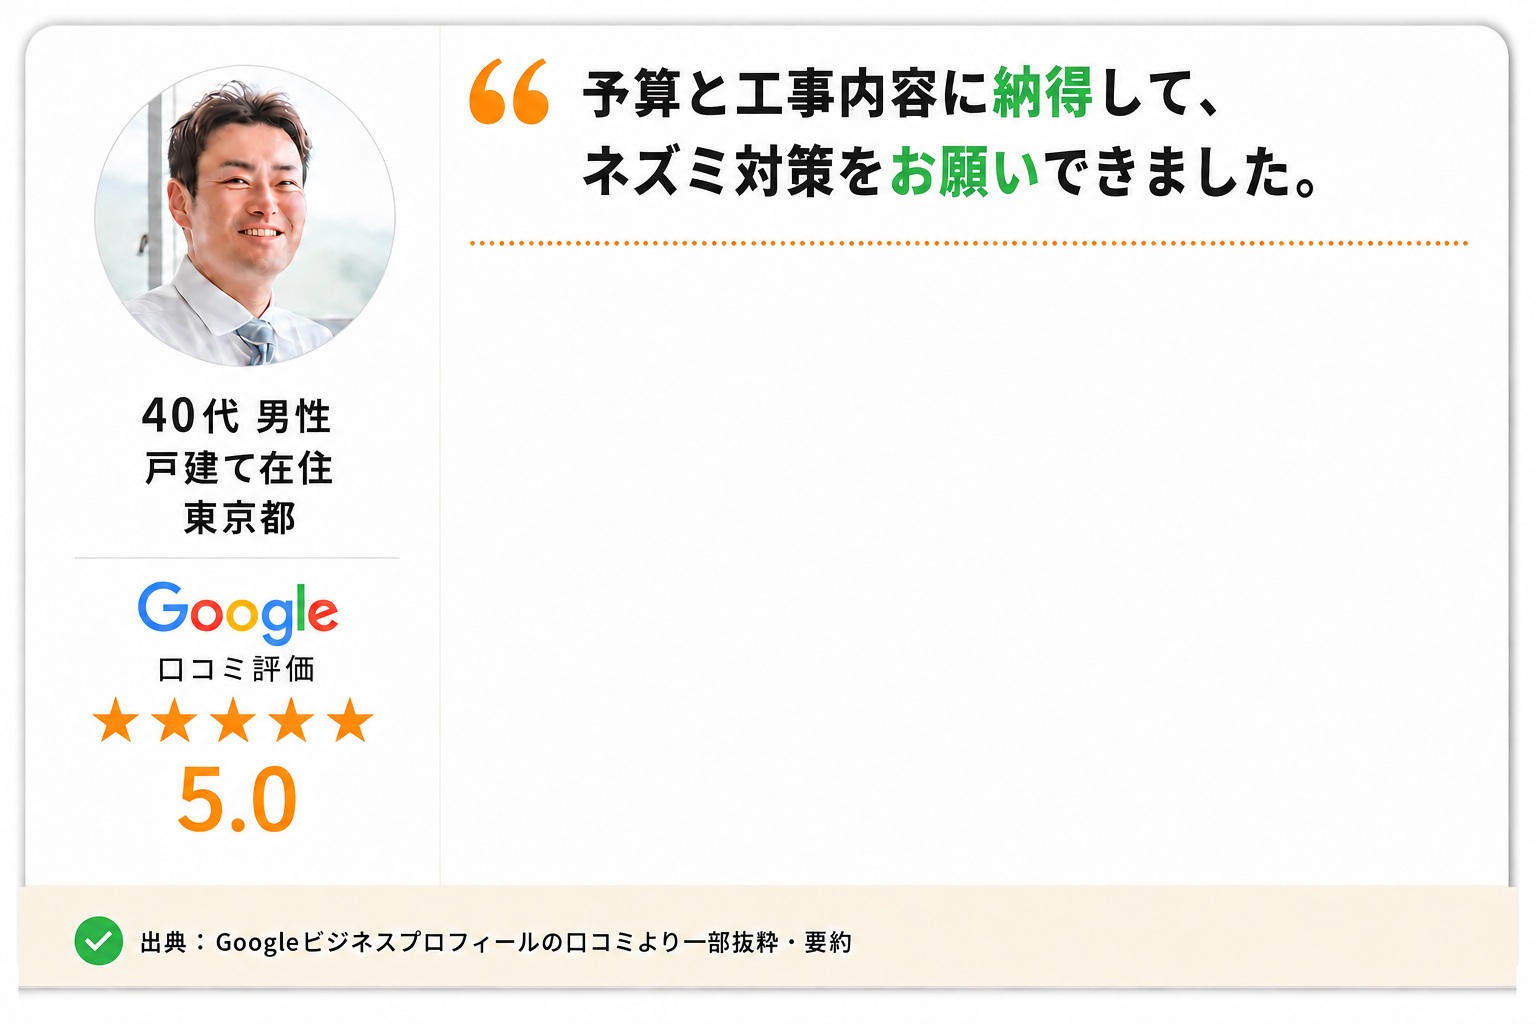 予算と工事内容に納得して、
ネズミ対策をお願いできました。
40代 男性
戸建て在住
東京都
Google
口コミ評価
★★★★★
5.0
出典：Googleビジネスプロフィールの口コミより一部抜粋・要約